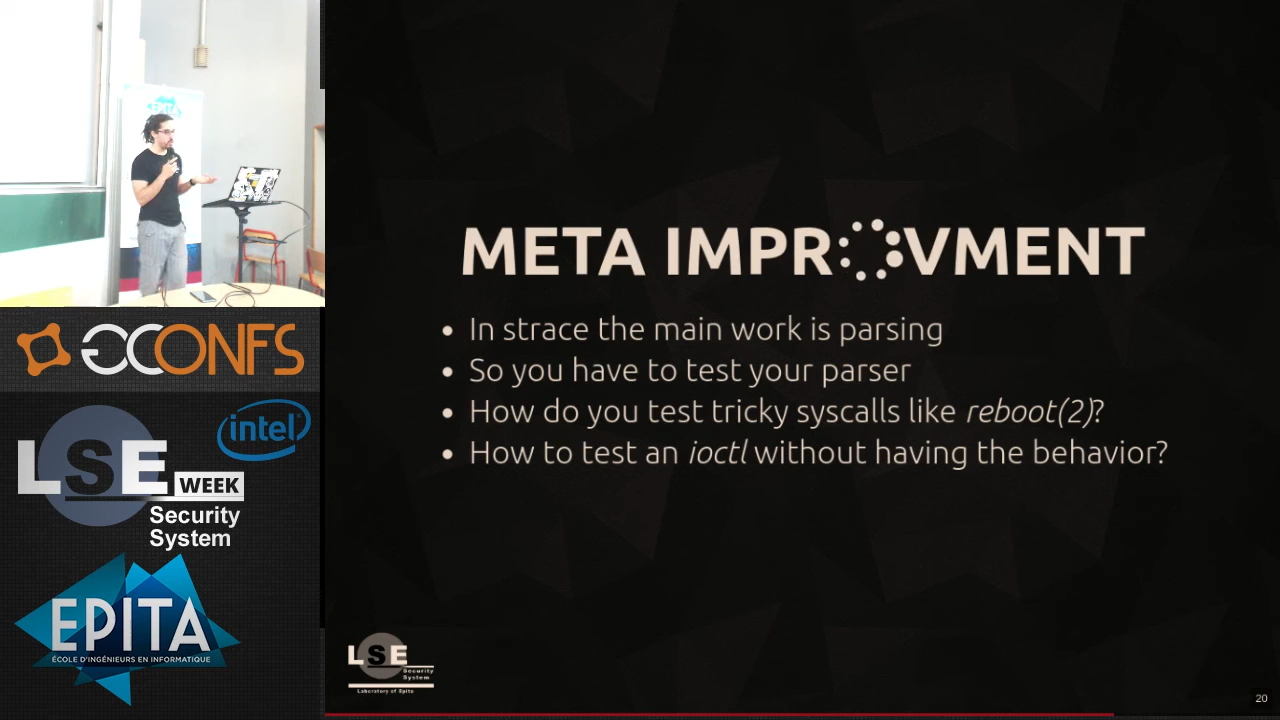 EPITA
META IMPROVMENT
• In strace the main work is parsing
• So you have to test your parser
• How do you test tricky syscalls like reboot(2)?
• How to test an ioctl without having the behavior?
GCONFS
intel
LSE
WEEK
Security
System
EPITA
ÉCOLE D'INGÉNIEURS EN INFORMATIQUE
LSE
Security
System
Laboratory of Epita
20